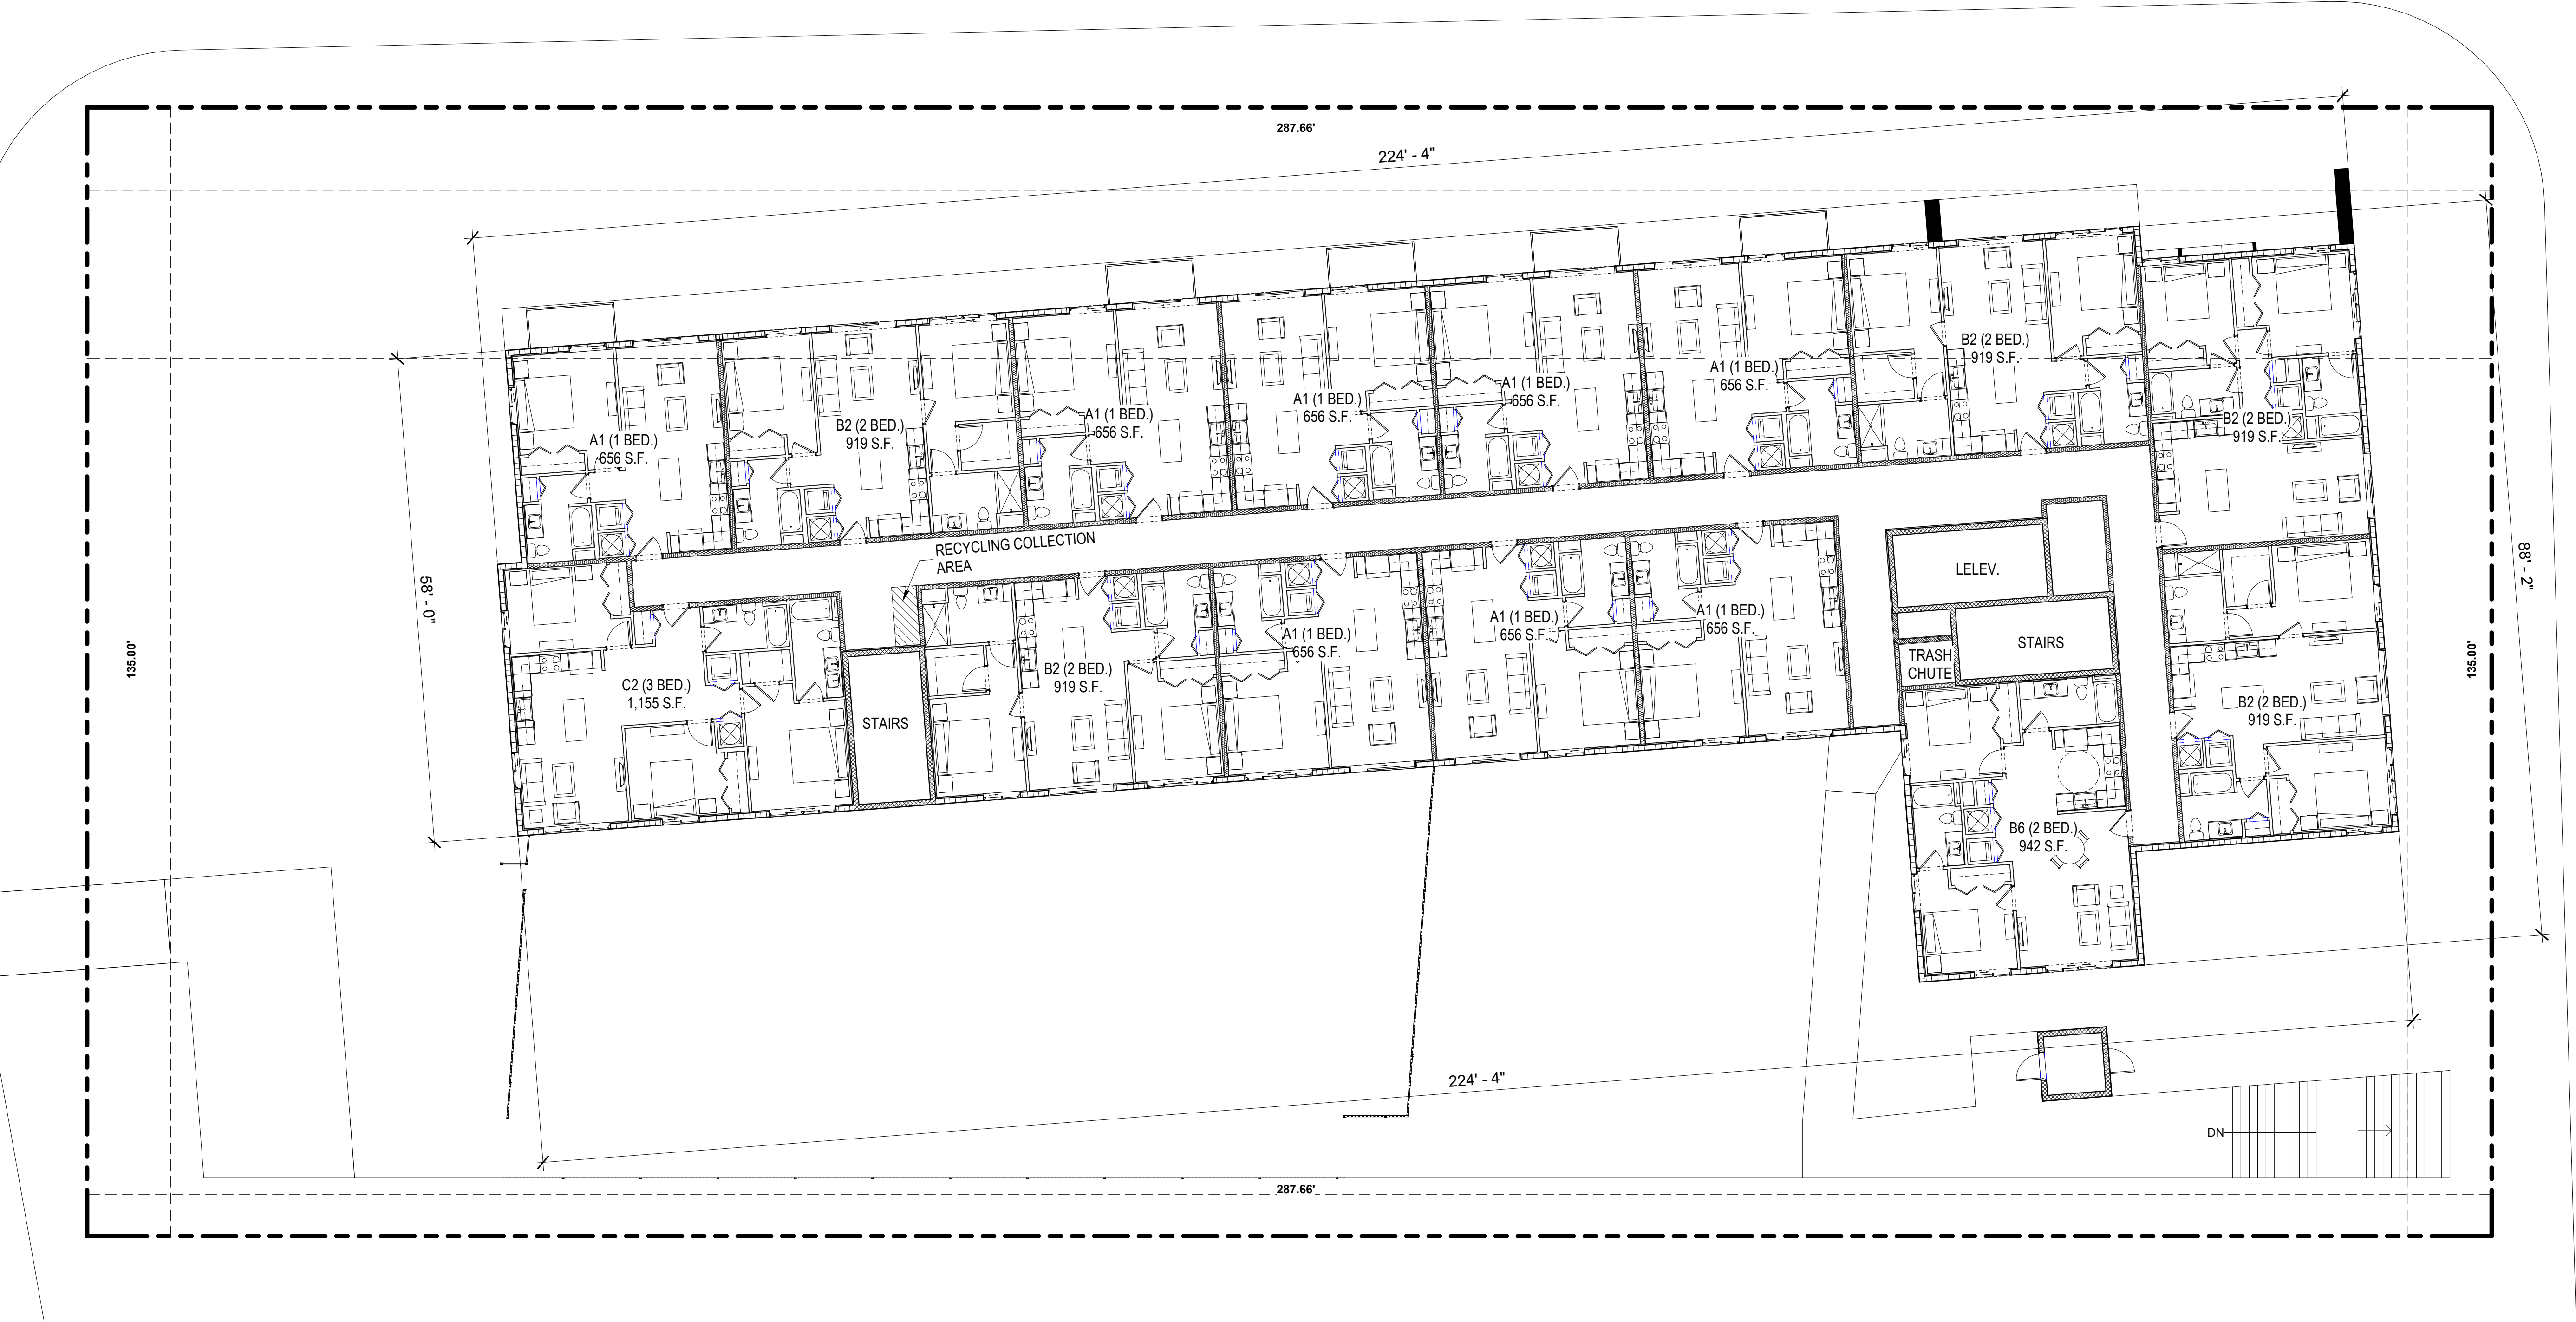 287.66'
224' - 4"
A1 (1 BED.)
656 S.F.
B2 (2 BED.)
919 S.F.
A1 (1 BED.)
656 S.F.
A1 (1 BED.)
656 S.F.
A1 (1 BED.)
656 S.F.
A1 (1 BED.)
656 S.F.
B2 (2 BED.)
919 S.F.
B2 (2 BED.)
919 S.F.
RECYCLING COLLECTION
AREA
58' - 0"
135.00'
C2 (3 BED.)
1,155 S.F.
STAIRS
B2 (2 BED.)
919 S.F.
A1 (1 BED.)
656 S.F.
A1 (1 BED.)
656 S.F.
A1 (1 BED.)
656 S.F.
LELEV.
STAIRS
TRASH
CHUTE
B2 (2 BED.)
919 S.F.
B6 (2 BED.)
942 S.F.
88' - 2"
135.00'
224' - 4"
DN
287.66'